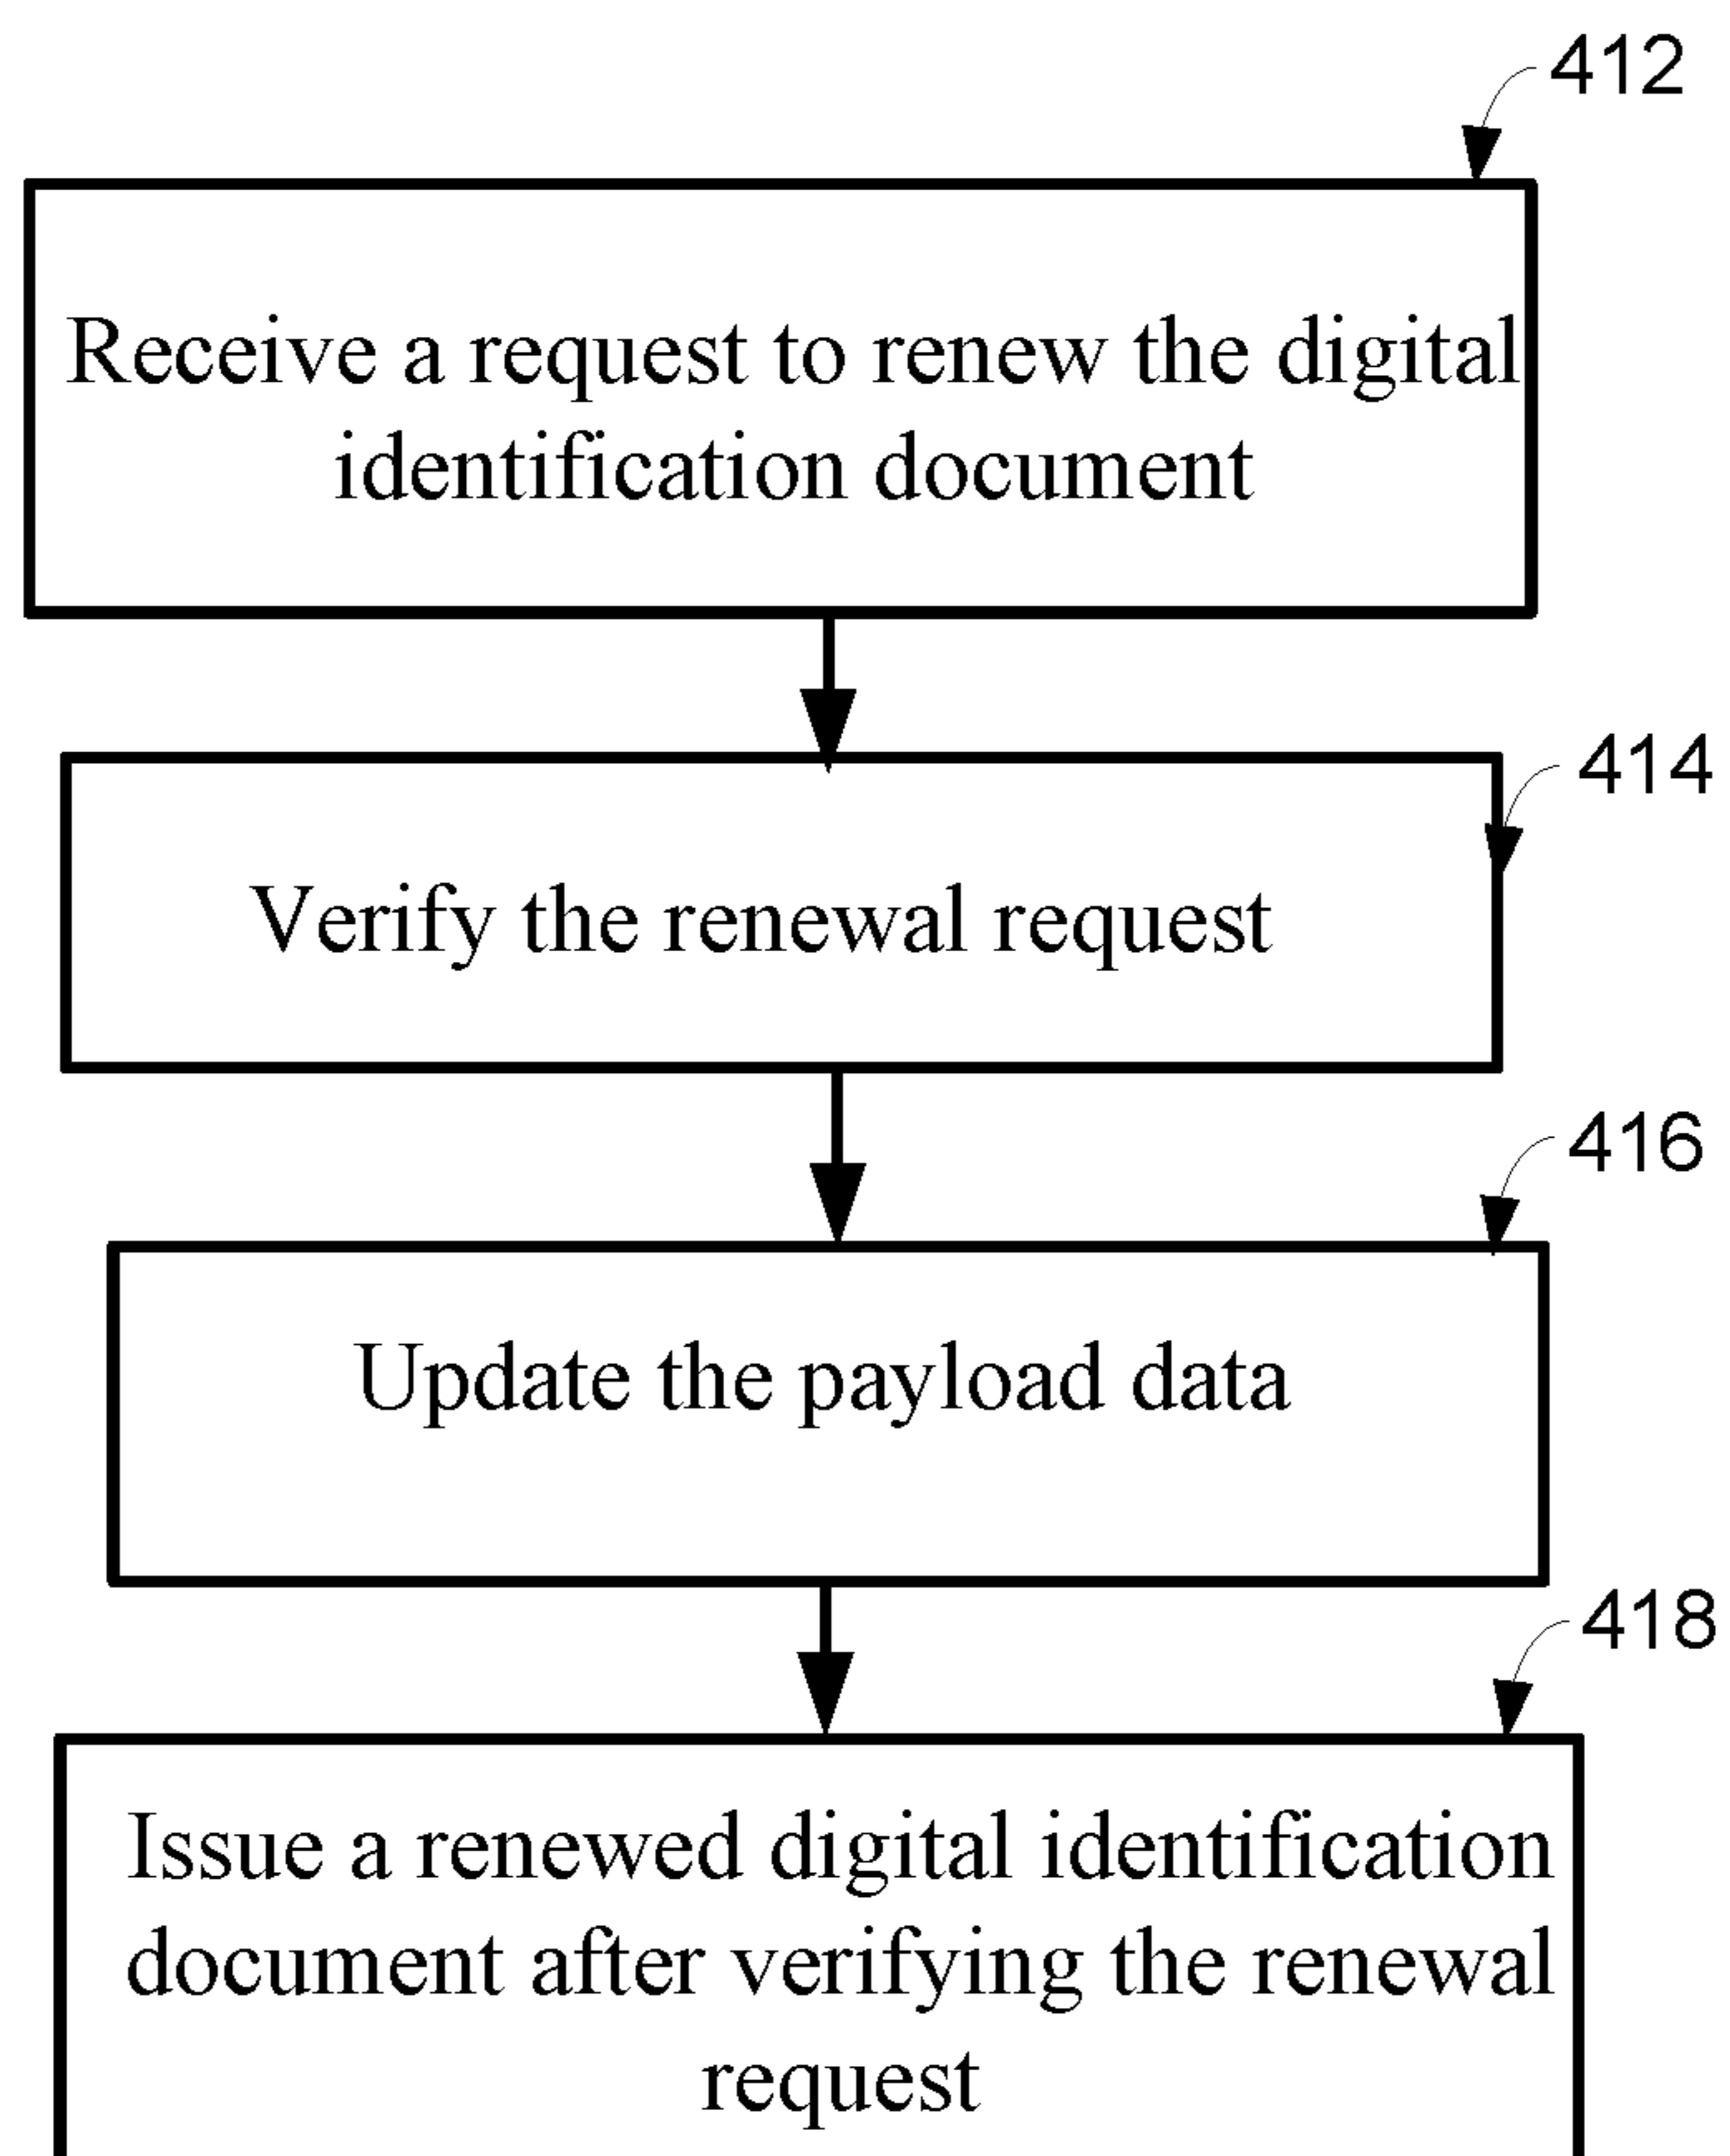 412
Receive a request to renew the digital
identification document
414
Verify the renewal request
416
Update the payload data
418
Issue a renewed digital identification
document after verifying the renewal
request